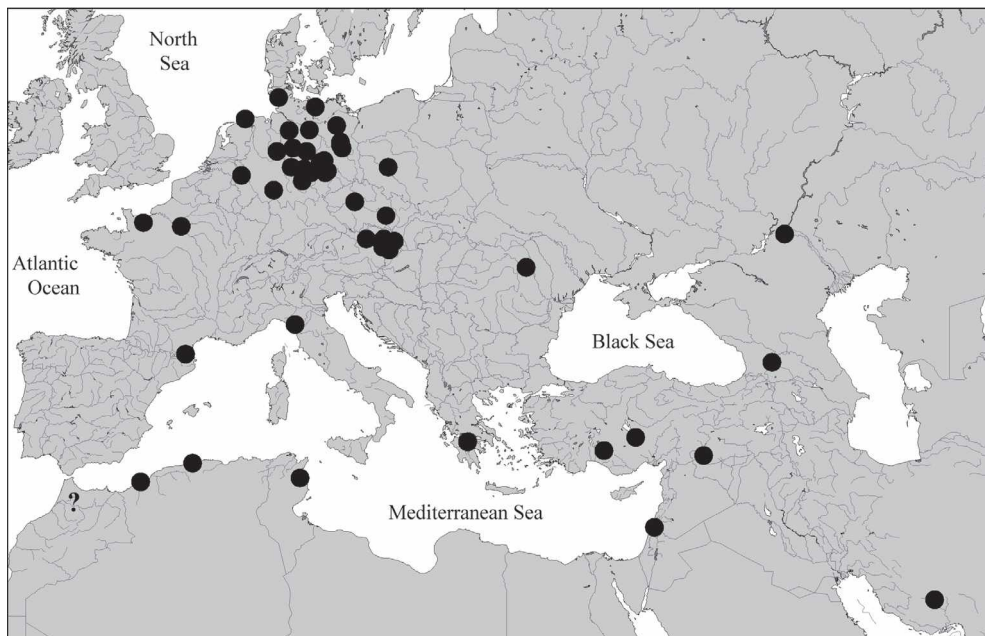 North
Sea
Atlantic
Ocean
Black Sea
Mediterranean Sea
?